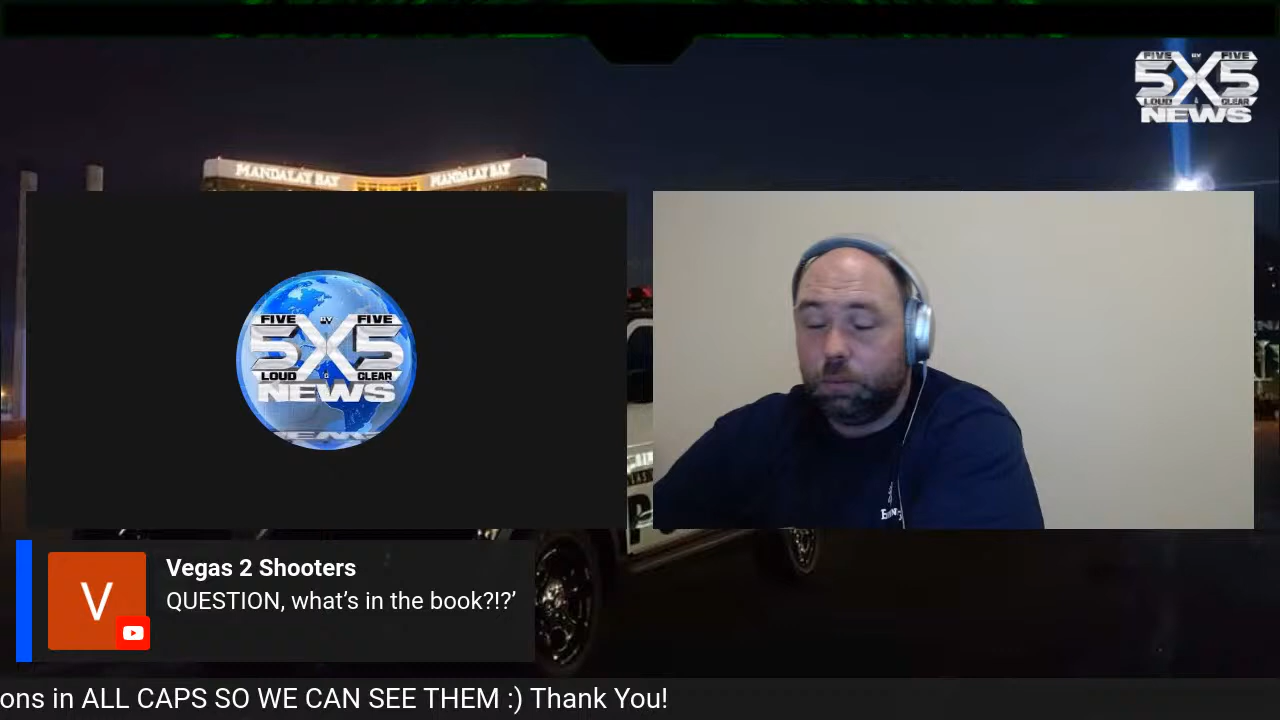 FIVE BY FIVE
5X5
LOUD & CLEAR
NEWS
MANDALAY BAY MANDALAY BAY
FIVE BY FIVE
5X5
LOUD & CLEAR
NEWS
Vegas 2 Shooters
QUESTION, what’s in the book?!?’
ons in ALL CAPS SO WE CAN SEE THEM :) Thank You!